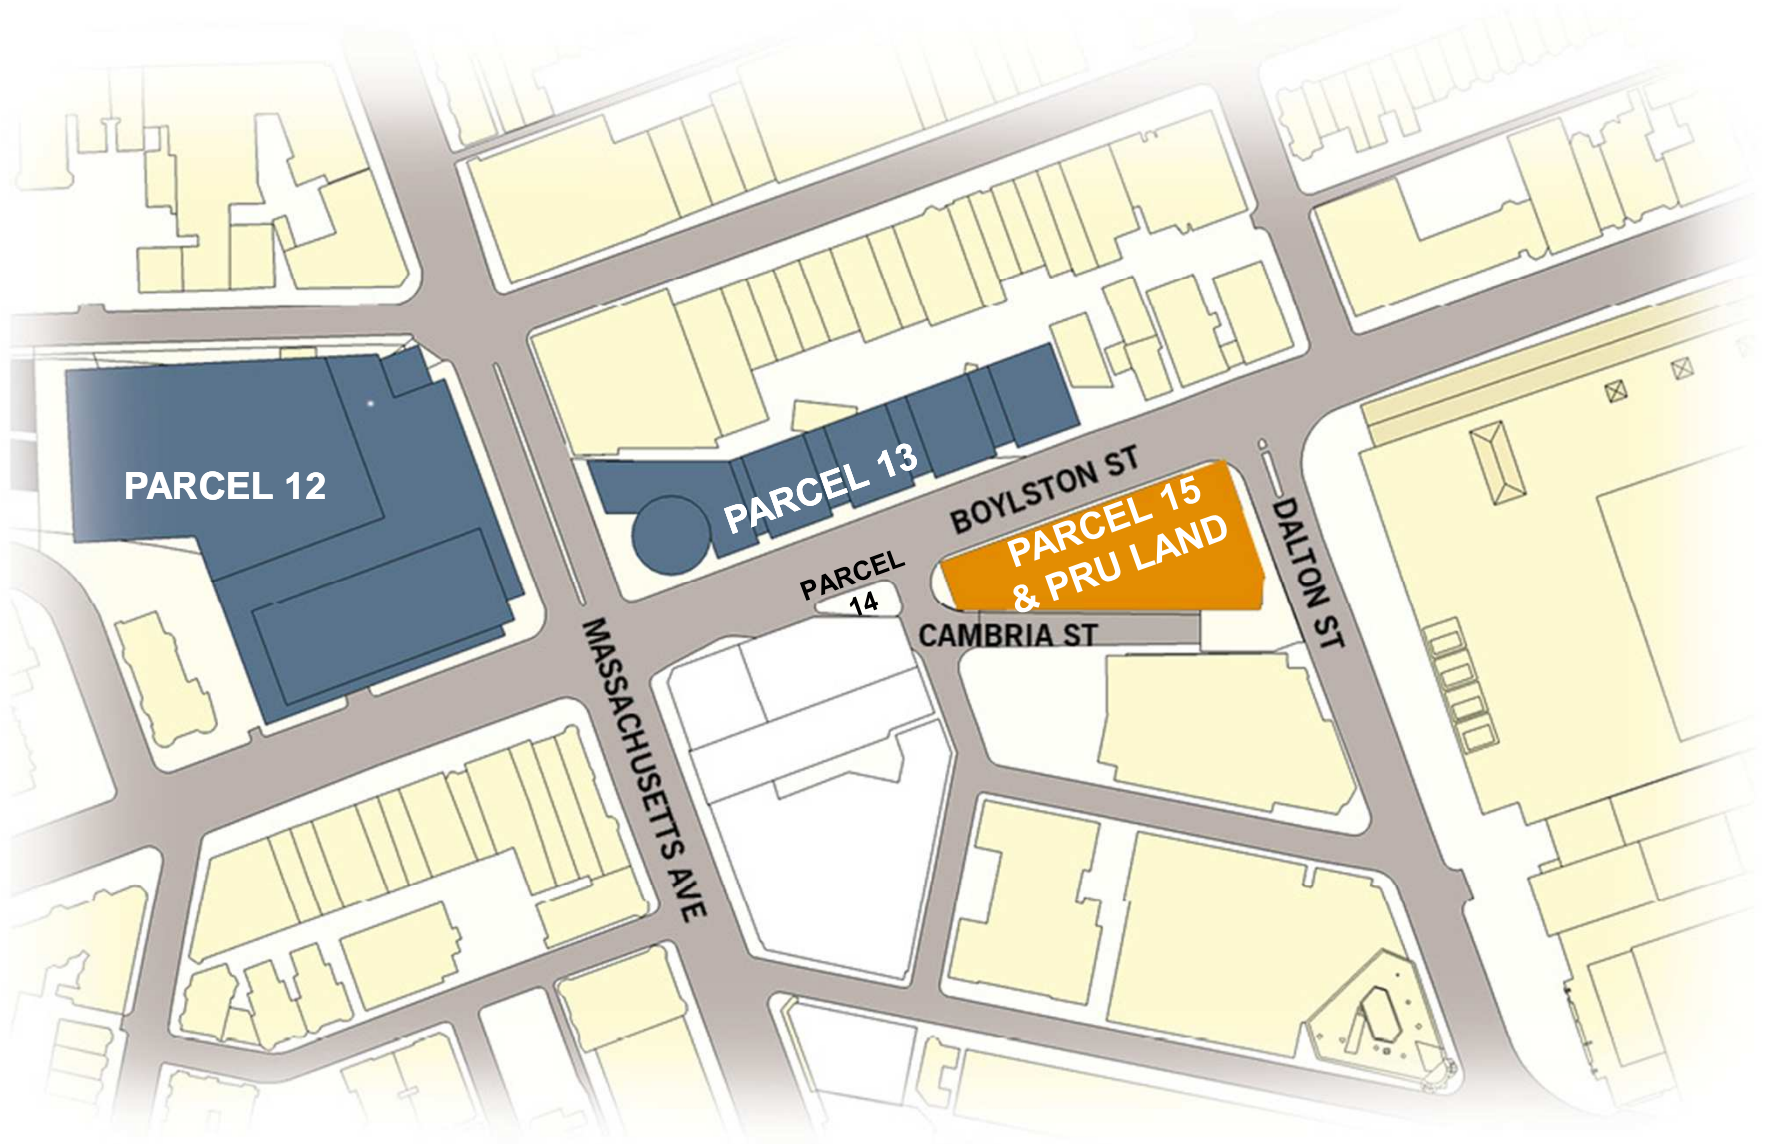 PARCEL 12
PARCEL 13
BOYLSTON ST
PARCEL 15
& PRU LAND
DALTON ST
PARCEL
14
CAMBRIA ST
MASSACHUSETTS AVE